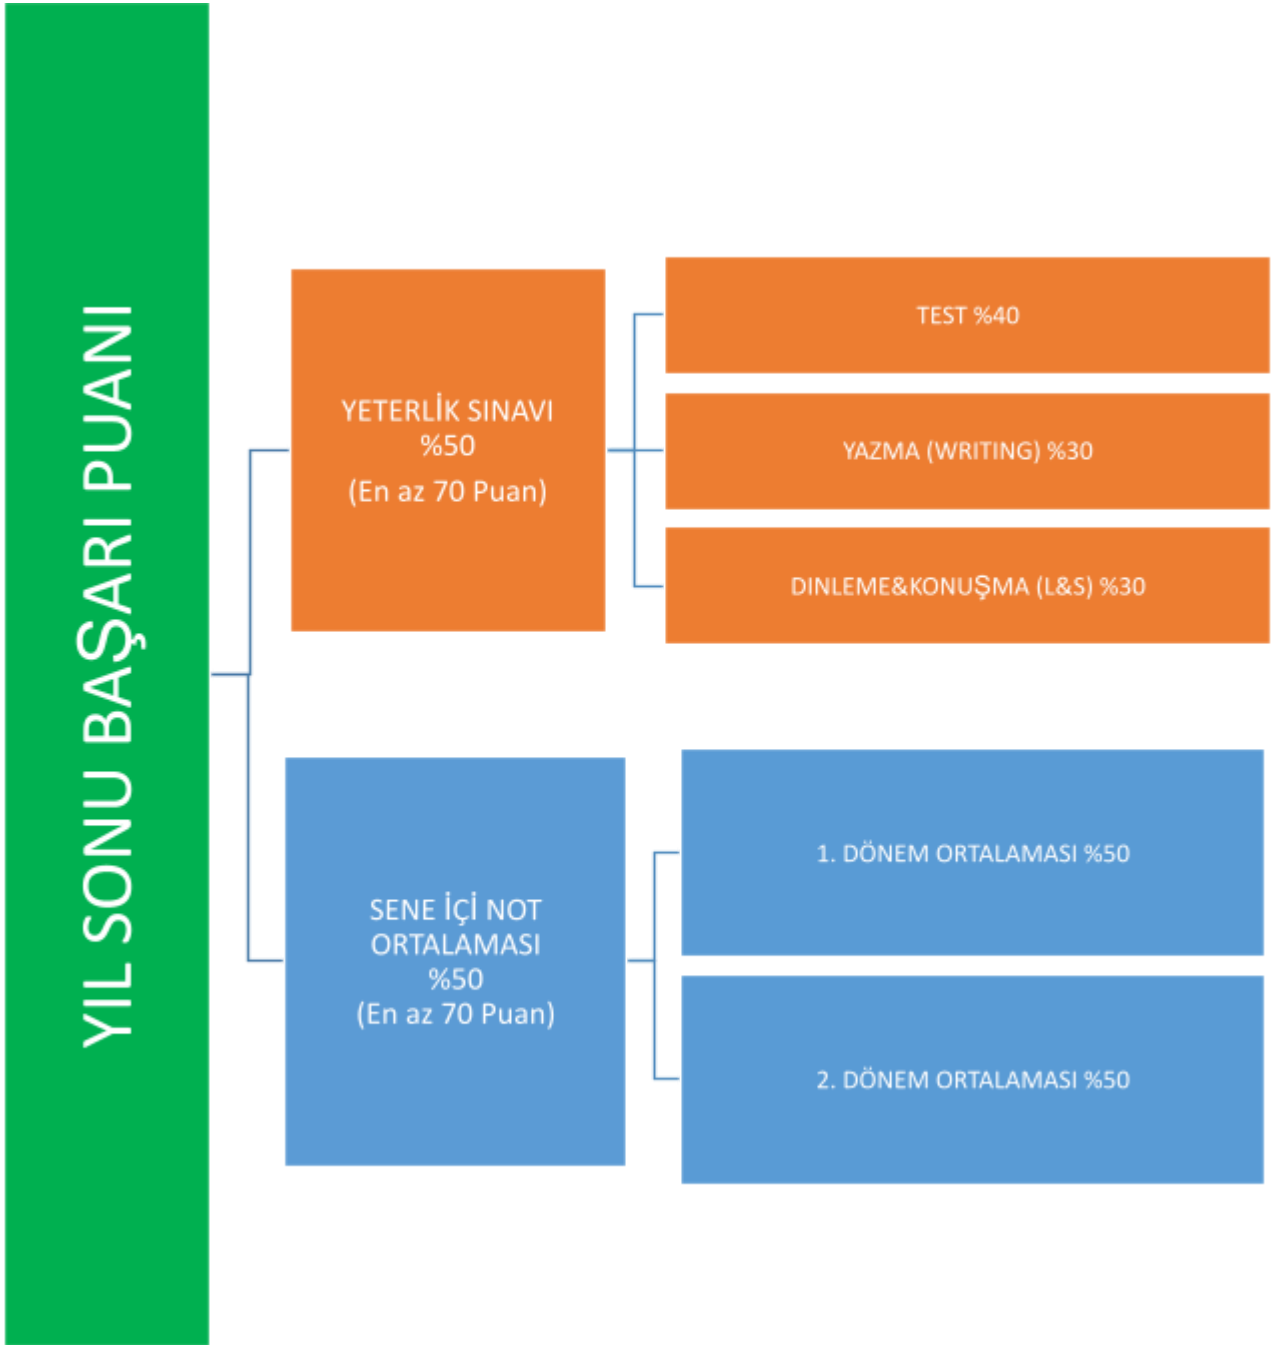 YIL SONU BAŞARI PUANI
YETERLİK SINAVI
%50
(En az 70 Puan)
TEST %40
YAZMA (WRITING) %30
DINLEME&KONUŞMA (L&S) %30
SENE İÇİ NOT
ORTALAMASI
%50
(En az 70 Puan)
1. DÖNEM ORTALAMASI %50
2. DÖNEM ORTALAMASI %50